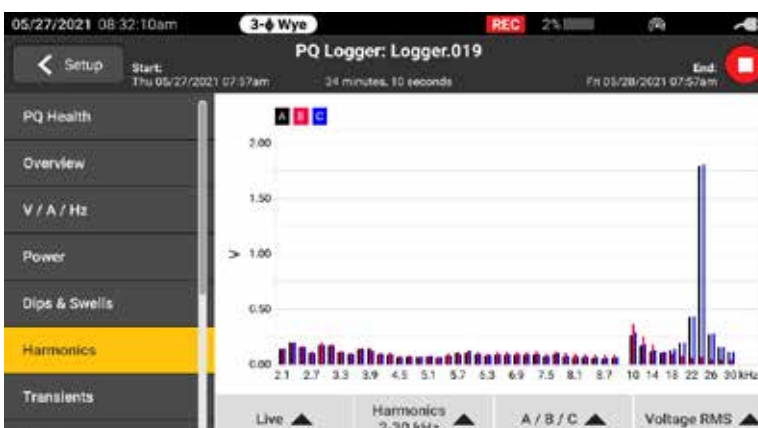 05/27/2021 08:32:10am 3-ϕ Wye REC 2%
PQ Logger: Logger.019
Setup Start: End:
Thu 05/27/2021 07:57am 34 minutes, 10 seconds Fri 05/28/2021 07:57am
PQ Health
Overview
V / A / Hz
Power
Dips & Swells
Harmonics
Transients
A B C
2.00
1.50
V 1.00
0.50
0.00
2.1 2.7 3.3 3.9 4.5 5.1 5.7 6.3 6.9 7.5 8.1 8.7 10 14 18 22 26 30 kHz
Live Harmonics A / B / C Voltage RMS
2-30 kHz